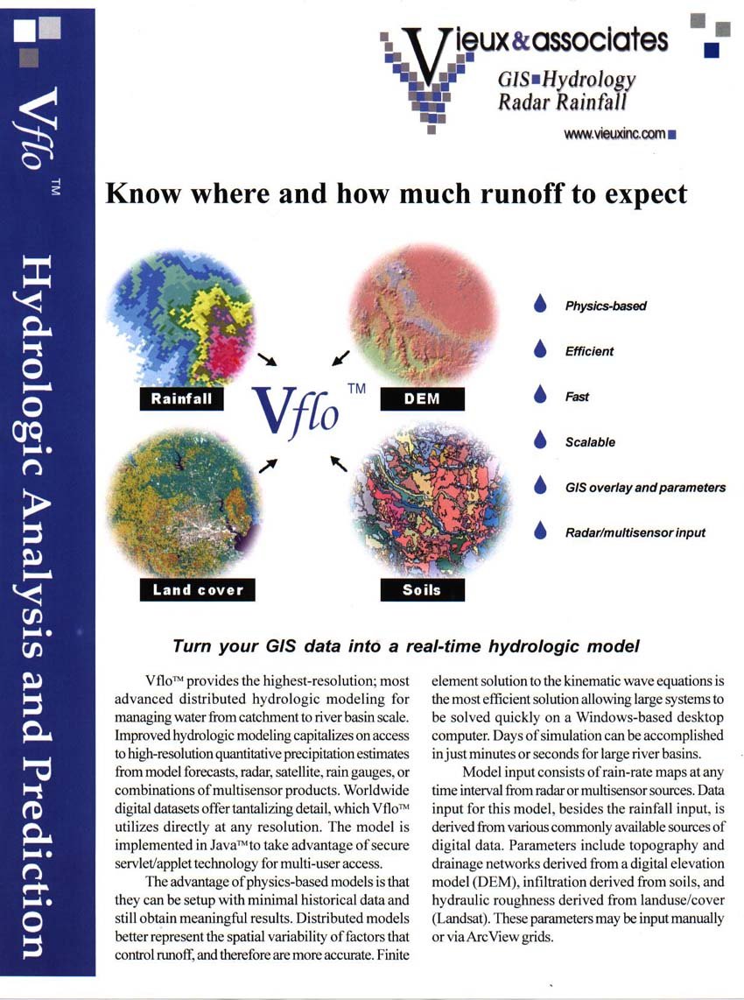 Vflo™ Hydrologic Analysis and Prediction
Vieux&associates
GIS■Hydrology
Radar Rainfall
www.vieuxinc.com
Know where and how much runoff to expect
Rainfall
DEM
Vflo™
Land cover
Soils
Physics-based
Efficient
Fast
Scalable
GIS overlay and parameters
Radar/multisensor input
Turn your GIS data into a real-time hydrologic model
Vflo™ provides the highest-resolution; most
advanced distributed hydrologic modeling for
managing water from catchment to river basin scale.
Improved hydrologic modeling capitalizes on access
to high-resolution quantitative precipitation estimates
from model forecasts, radar, satellite, rain gauges, or
combinations of multisensor products. Worldwide
digital datasets offer tantalizing detail, which Vflo™
utilizes directly at any resolution. The model is
implemented in Java™ to take advantage of secure
servlet/applet technology for multi-user access.
The advantage of physics-based models is that
they can be setup with minimal historical data and
still obtain meaningful results. Distributed models
better represent the spatial variability of factors that
control runoff, and therefore are more accurate. Finite
element solution to the kinematic wave equations is
the most efficient solution allowing large systems to
be solved quickly on a Windows-based desktop
computer. Days of simulation can be accomplished
in just minutes or seconds for large river basins.
Model input consists of rain-rate maps at any
time interval from radar or multisensor sources. Data
input for this model, besides the rainfall input, is
derived from various commonly available sources of
digital data. Parameters include topography and
drainage networks derived from a digital elevation
model (DEM), infiltration derived from soils, and
hydraulic roughness derived from landuse/cover
(Landsat). These parameters may be input manually
or via ArcView grids.